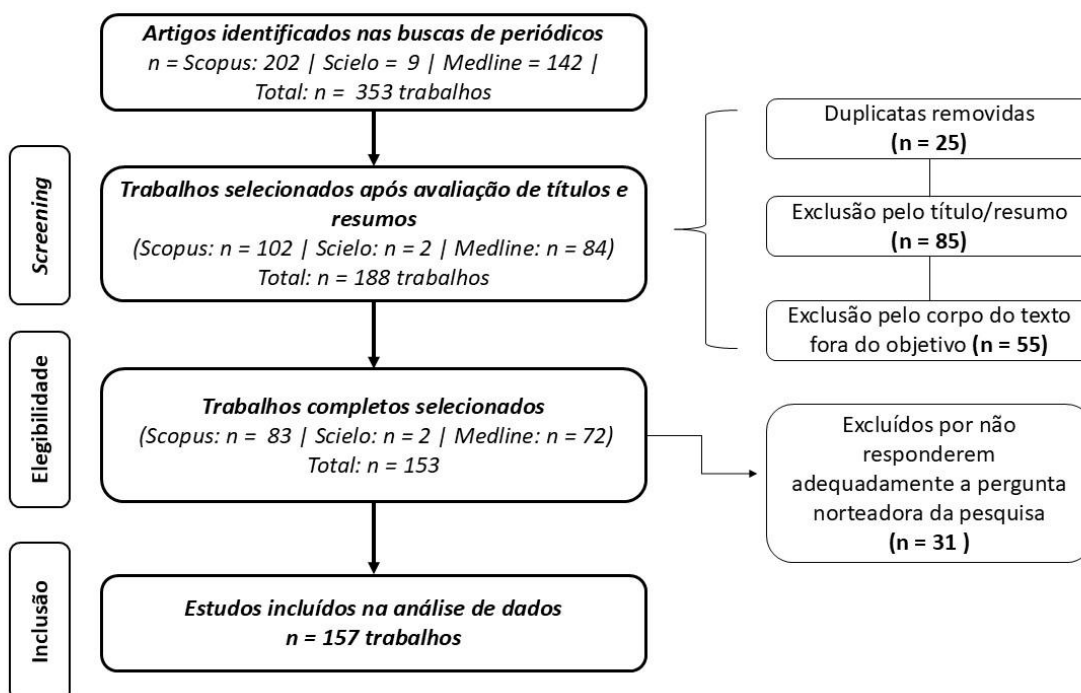 Artigos identificados nas buscas de periódicos
n = Scopus: 202 | Scielo = 9 | Medline = 142 |
Total: n = 353 trabalhos
Screening
Trabalhos selecionados após avaliação de títulos e
resumos
(Scopus: n = 102 | Scielo: n = 2 | Medline: n = 84)
Total: n = 188 trabalhos
Duplicatas removidas
(n = 25)
Exclusão pelo título/resumo
(n = 85)
Exclusão pelo corpo do texto
fora do objetivo (n = 55)
Elegibilidade
Trabalhos completos selecionados
(Scopus: n = 83 | Scielo: n = 2 | Medline: n = 72)
Total: n = 153
Excluídos por não
responderem
adequadamente a pergunta
norteadora da pesquisa
(n = 31 )
Inclusão
Estudos incluídos na análise de dados
n = 157 trabalhos